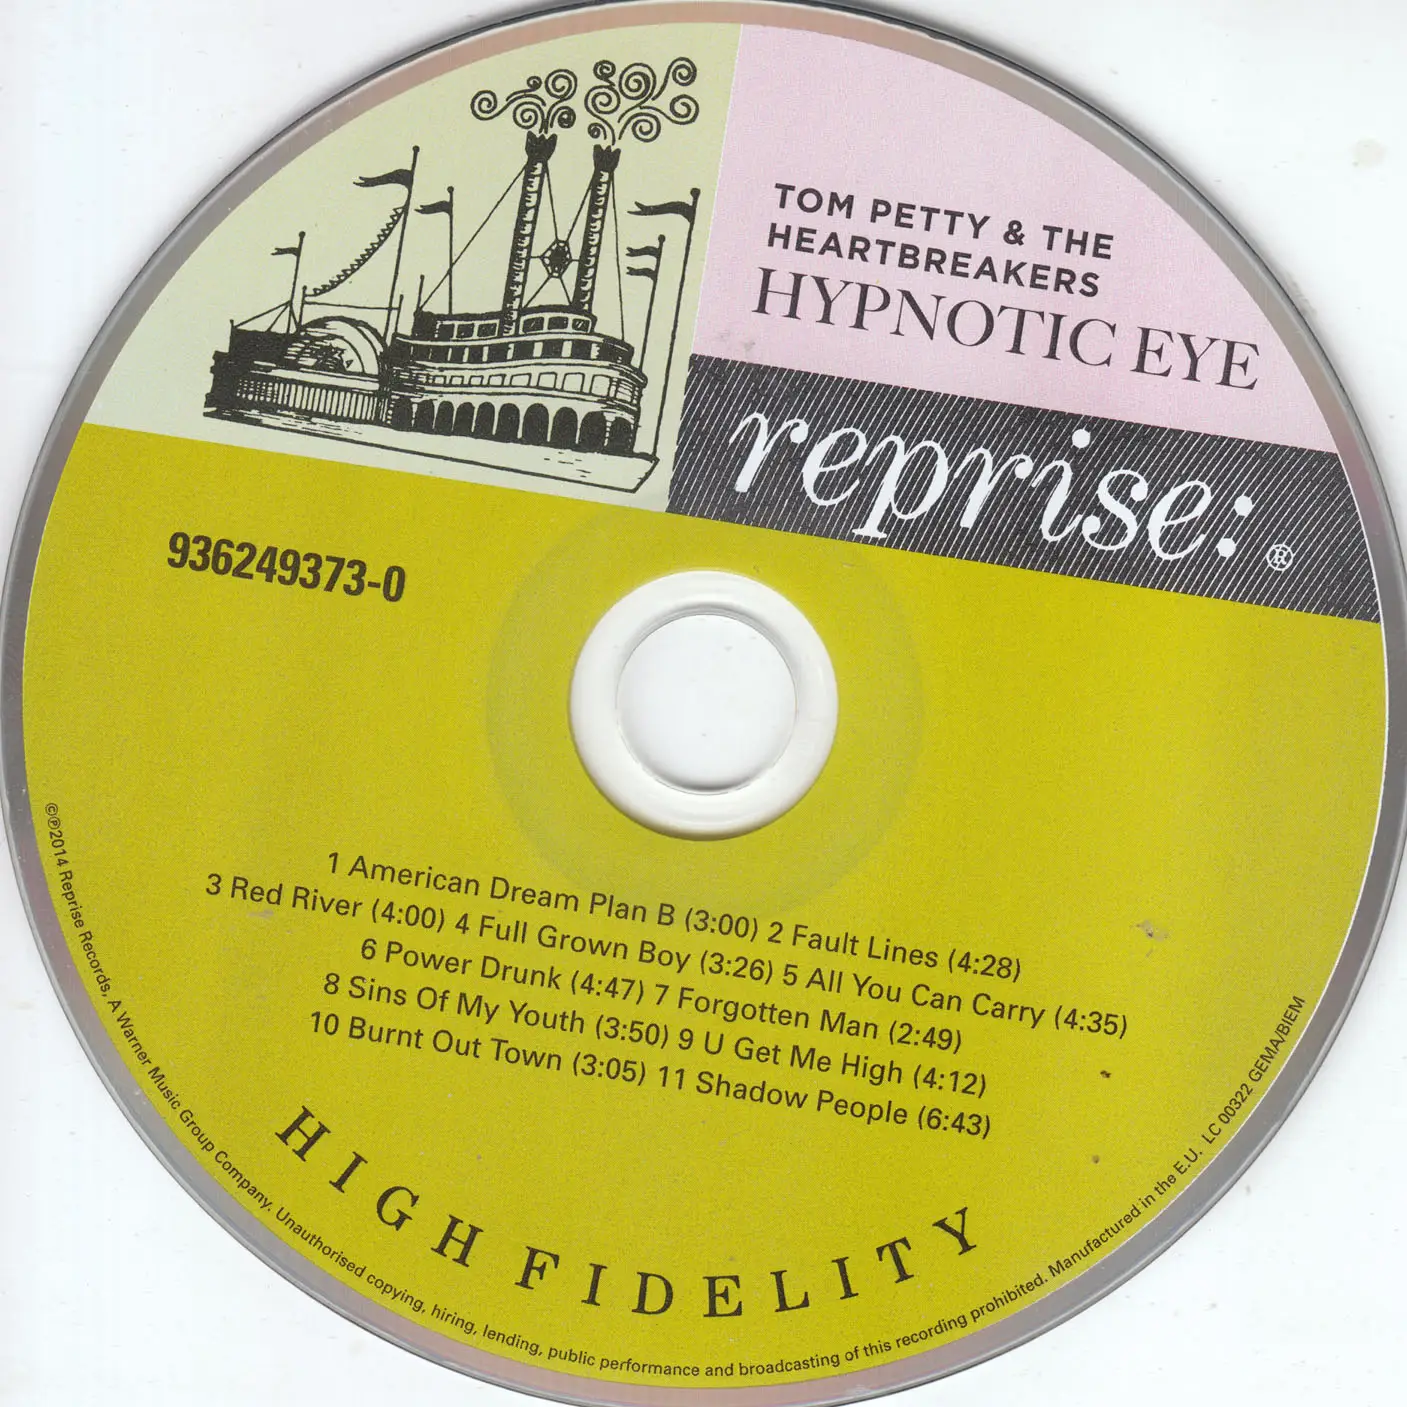 TOM PETTY & THE
HEARTBREAKERS
HYPNOTIC EYE
reprise:®
936249373-0
1 American Dream Plan B (3:00) 2 Fault Lines (4:28)
3 Red River (4:00) 4 Full Grown Boy (3:26) 5 All You Can Carry (4:35)
6 Power Drunk (4:47) 7 Forgotten Man (2:49)
8 Sins Of My Youth (3:50) 9 U Get Me High (4:12)
10 Burnt Out Town (3:05) 11 Shadow People (6:43)
HIGH FIDELITY
©℗2014 Reprise Records, A Warner Music Group Company. Unauthorised copying, hiring, lending, public performance and broadcasting of this recording prohibited. Manufactured in the E.U. LC 00322 GEMA/BIEM